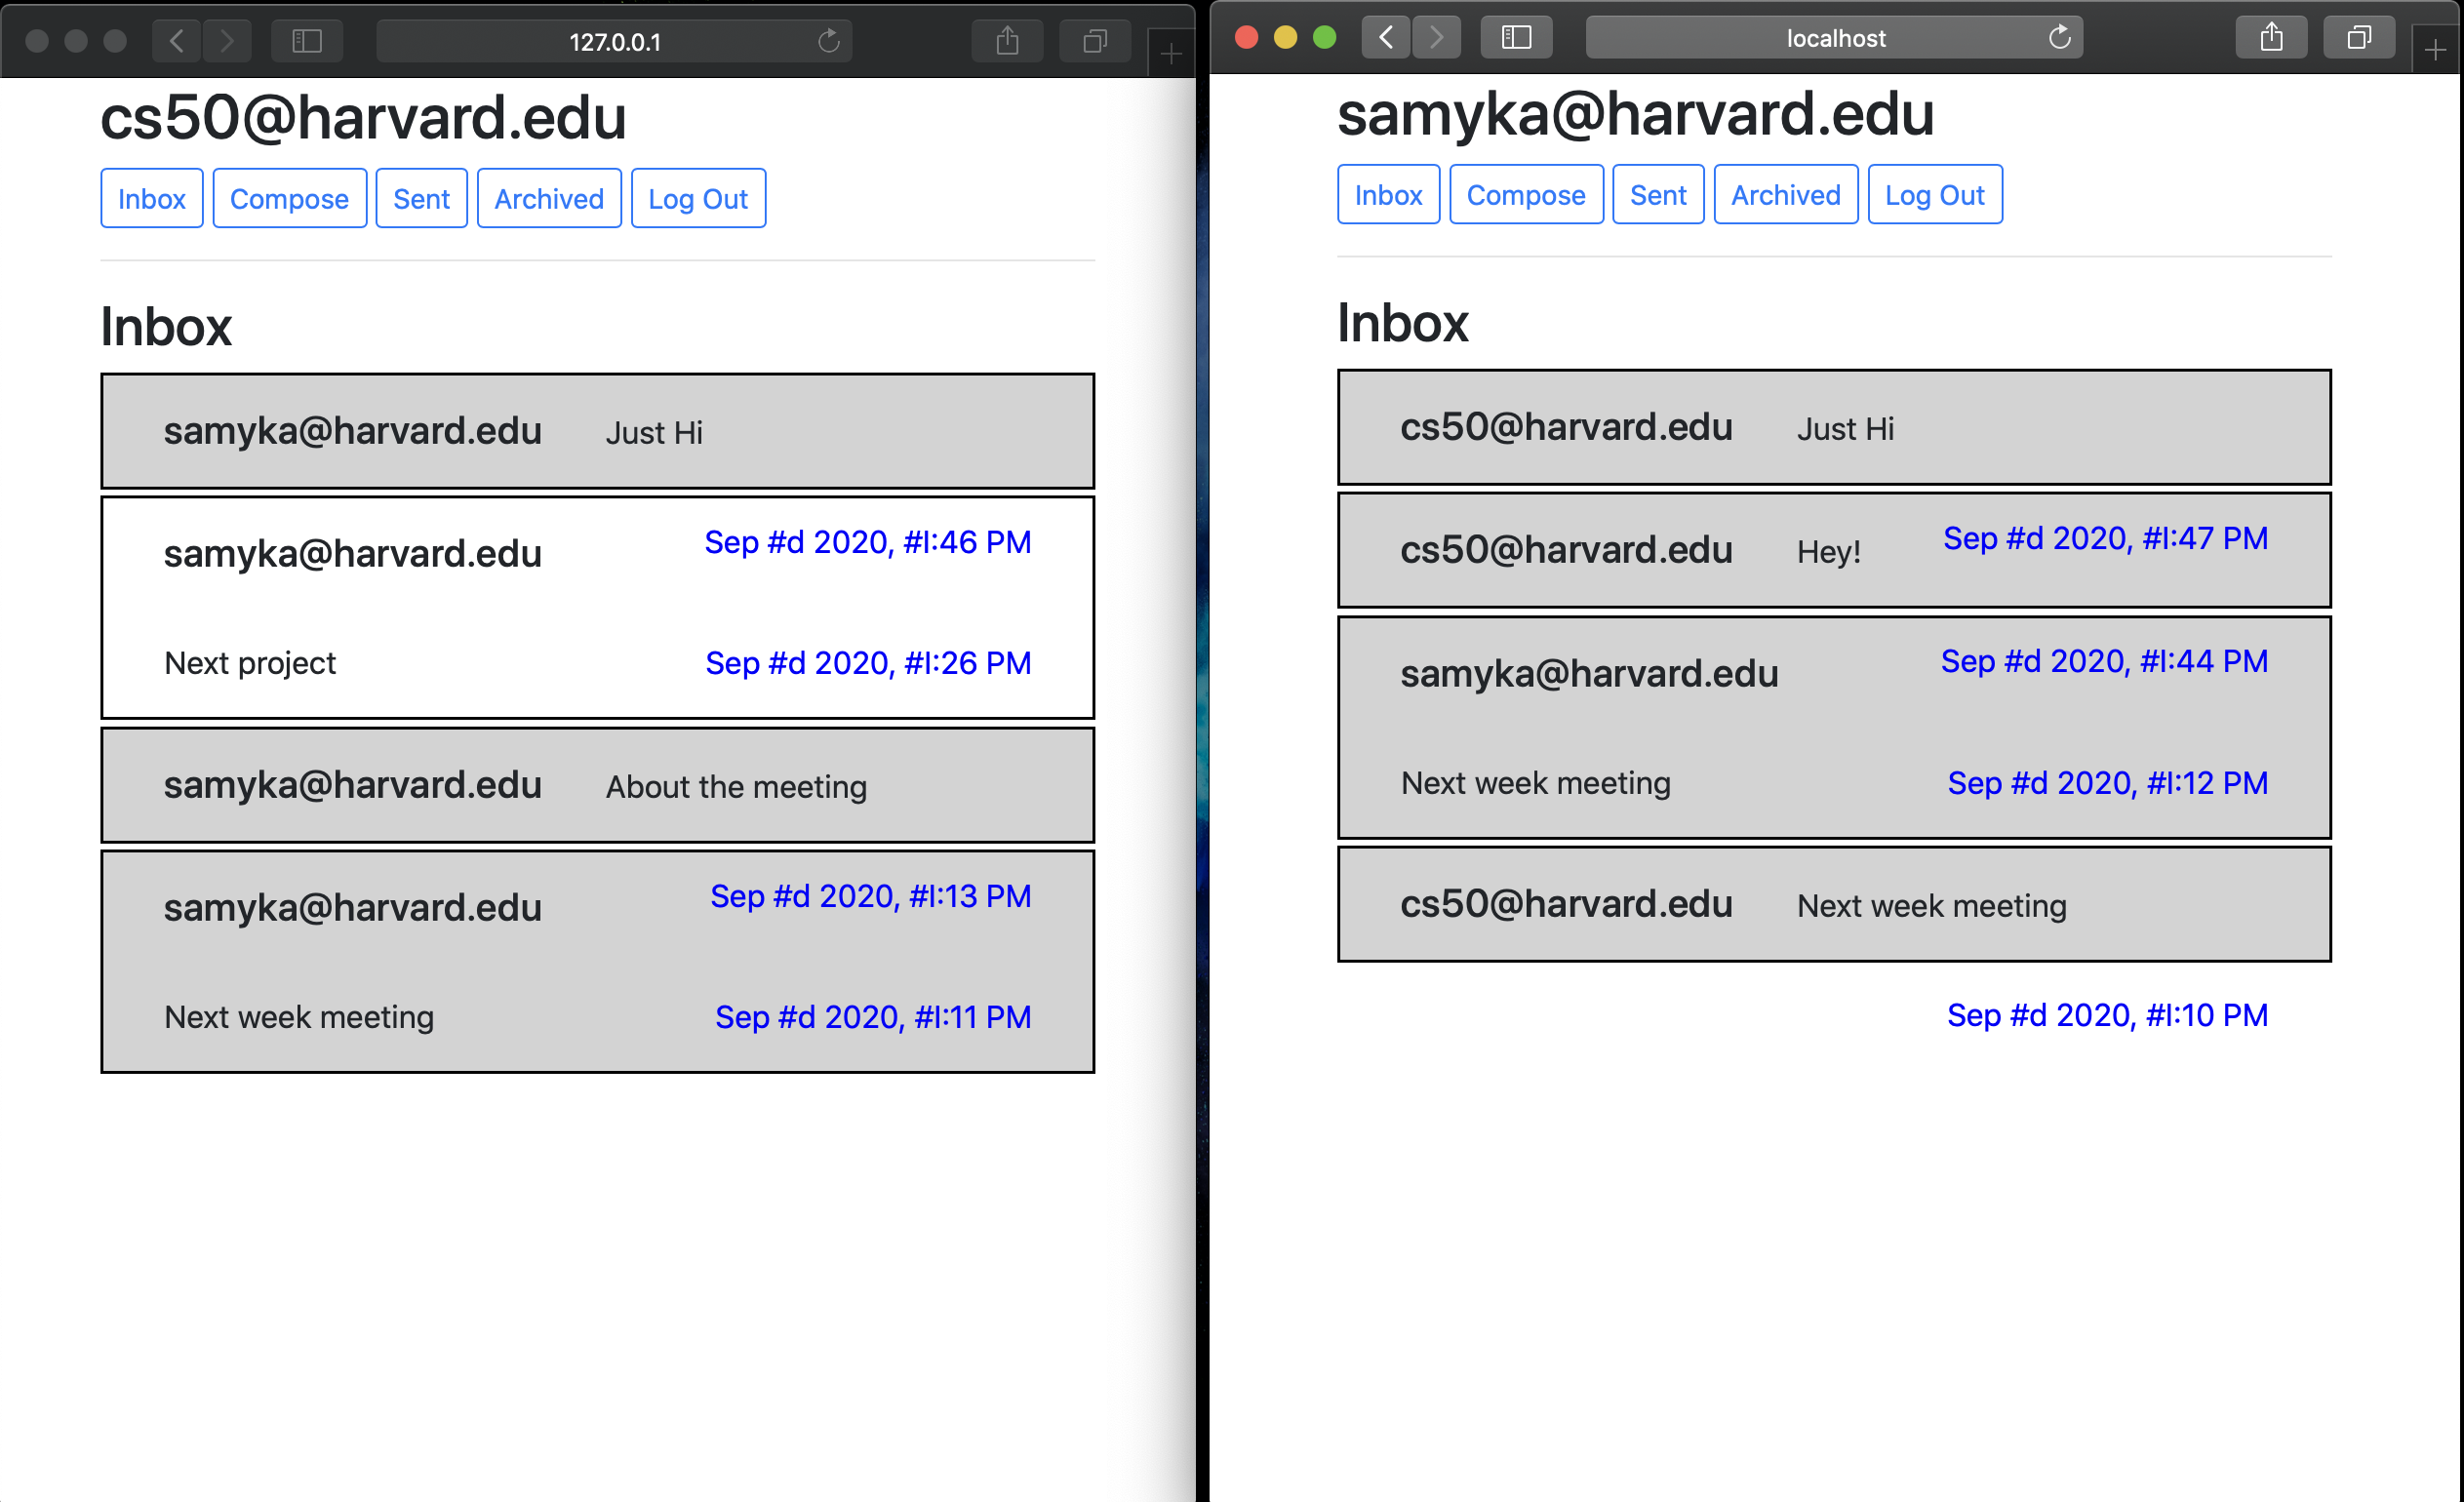 127.0.0.1
cs50@harvard.edu
Inbox Compose Sent Archived Log Out
Inbox
samyka@harvard.edu Just Hi
samyka@harvard.edu Sep #d 2020, #I:46 PM
Next project Sep #d 2020, #I:26 PM
samyka@harvard.edu About the meeting
samyka@harvard.edu Sep #d 2020, #I:13 PM
Next week meeting Sep #d 2020, #I:11 PM
localhost
samyka@harvard.edu
Inbox Compose Sent Archived Log Out
Inbox
cs50@harvard.edu Just Hi
cs50@harvard.edu Hey! Sep #d 2020, #I:47 PM
samyka@harvard.edu Sep #d 2020, #I:44 PM
Next week meeting Sep #d 2020, #I:12 PM
cs50@harvard.edu Next week meeting
Sep #d 2020, #I:10 PM